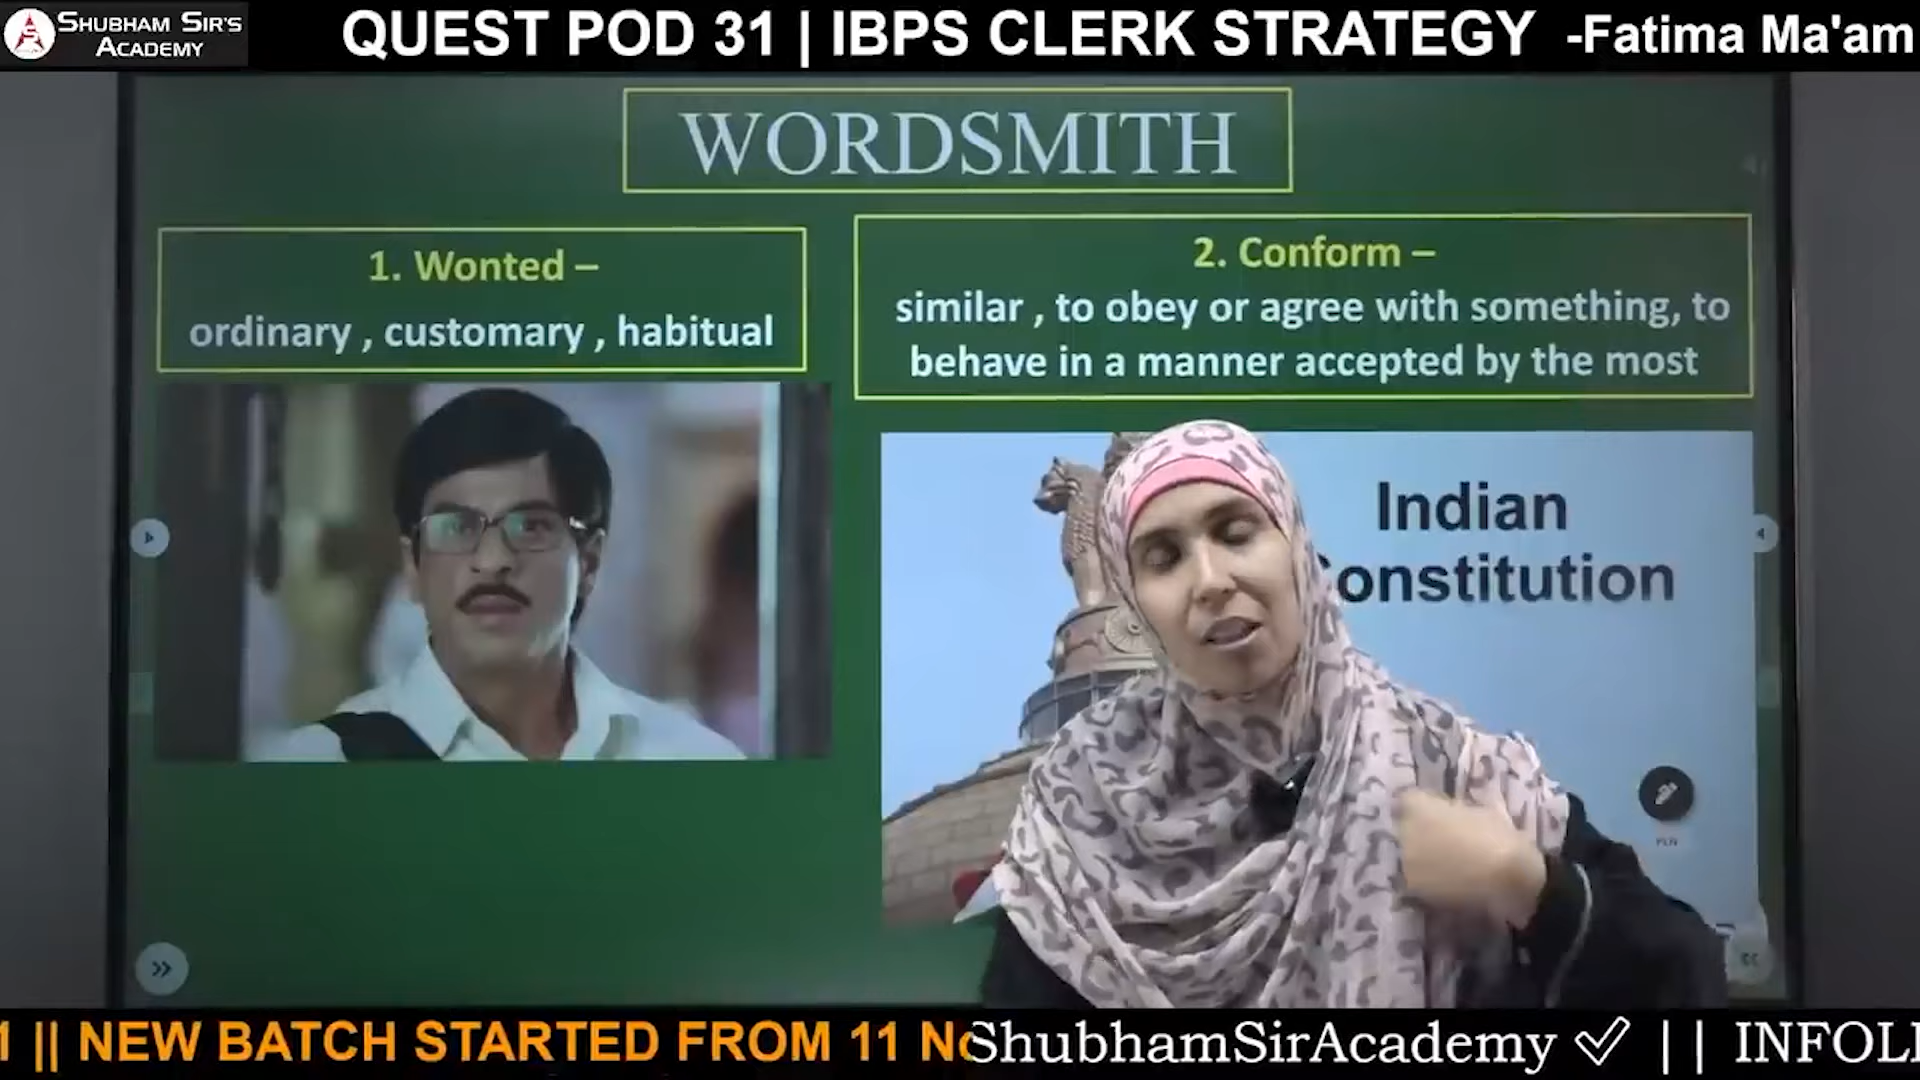 SHUBHAM SIR'S
ACADEMY
QUEST POD 31 | IBPS CLERK STRATEGY -Fatima Ma'am
WORDSMITH
1. Wonted –
ordinary , customary , habitual
2. Conform –
similar , to obey or agree with something, to
behave in a manner accepted by the most
Indian
onstitution
PEN
1 || NEW BATCH STARTED FROM 11 No
ShubhamSirAcademy ✓ || INFOLI